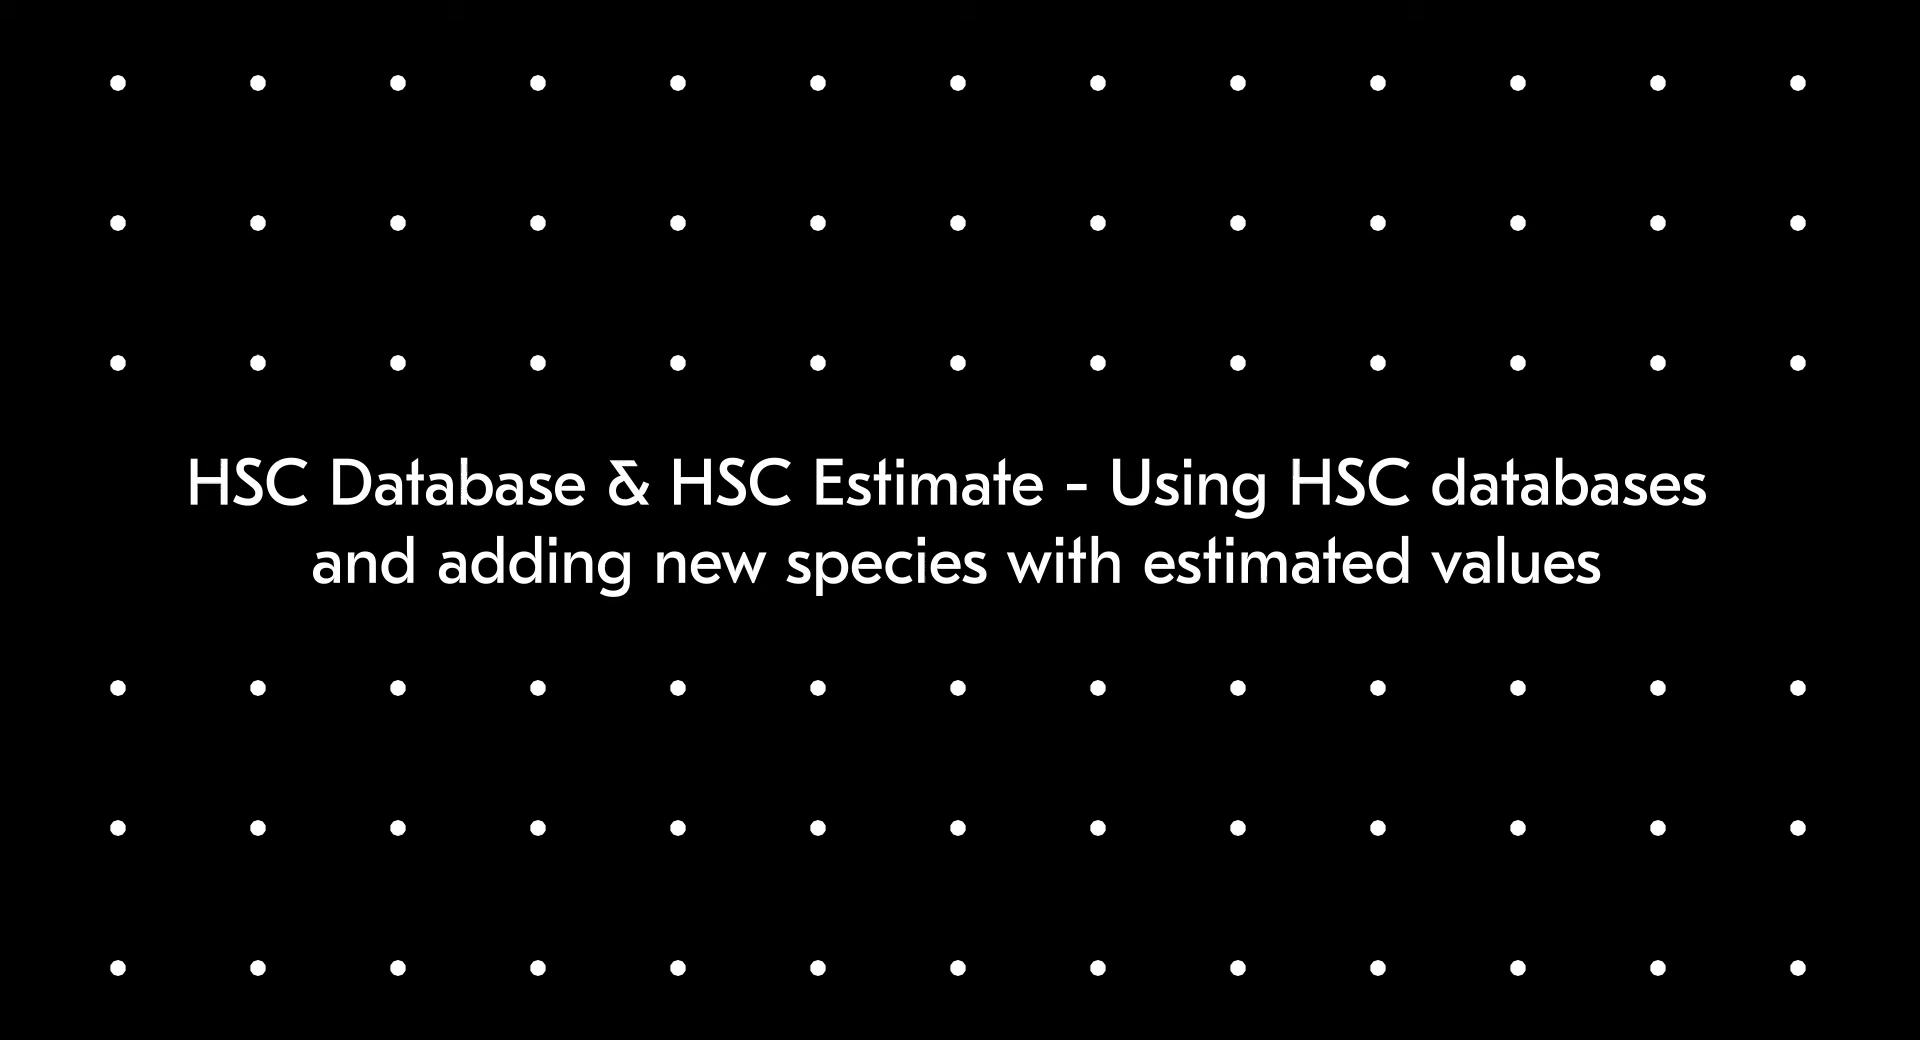 HSC Database & HSC Estimate - Using HSC databases
and adding new species with estimated values